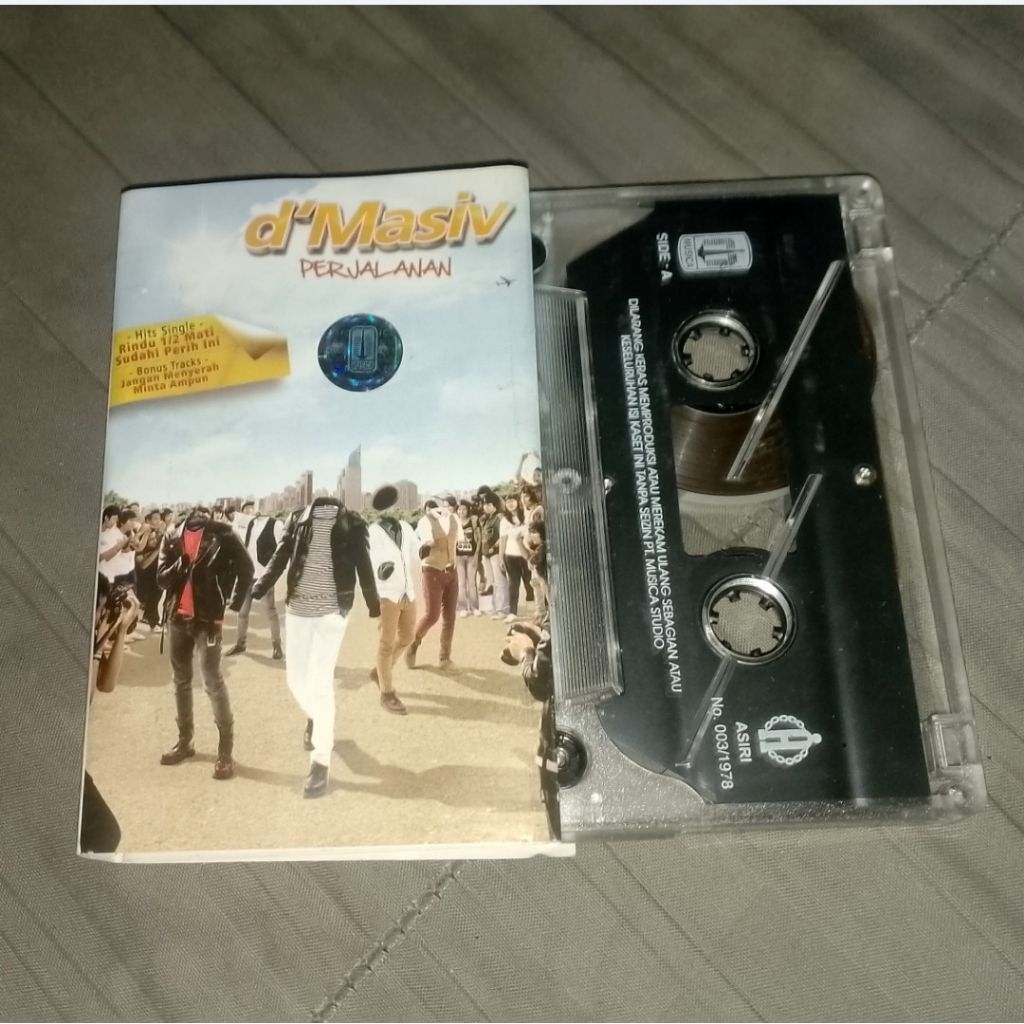 d'Masiv
PERJALANAN
- Hits Single -
Rindu 1/2 Mati
Sudahi Perih Ini
- Bonus Tracks -
Jangan Menyerah
Minta Ampun
MUSICA
SIDE : A
DILARANG KERAS MEMPRODUKSI ATAU MEREKAM ULANG SEBAGIAN ATAU
KESELURUHAN ISI KASET INI TANPA SEIZIN PT. MUSICA STUDIO
ASIRI
No. 003/1978